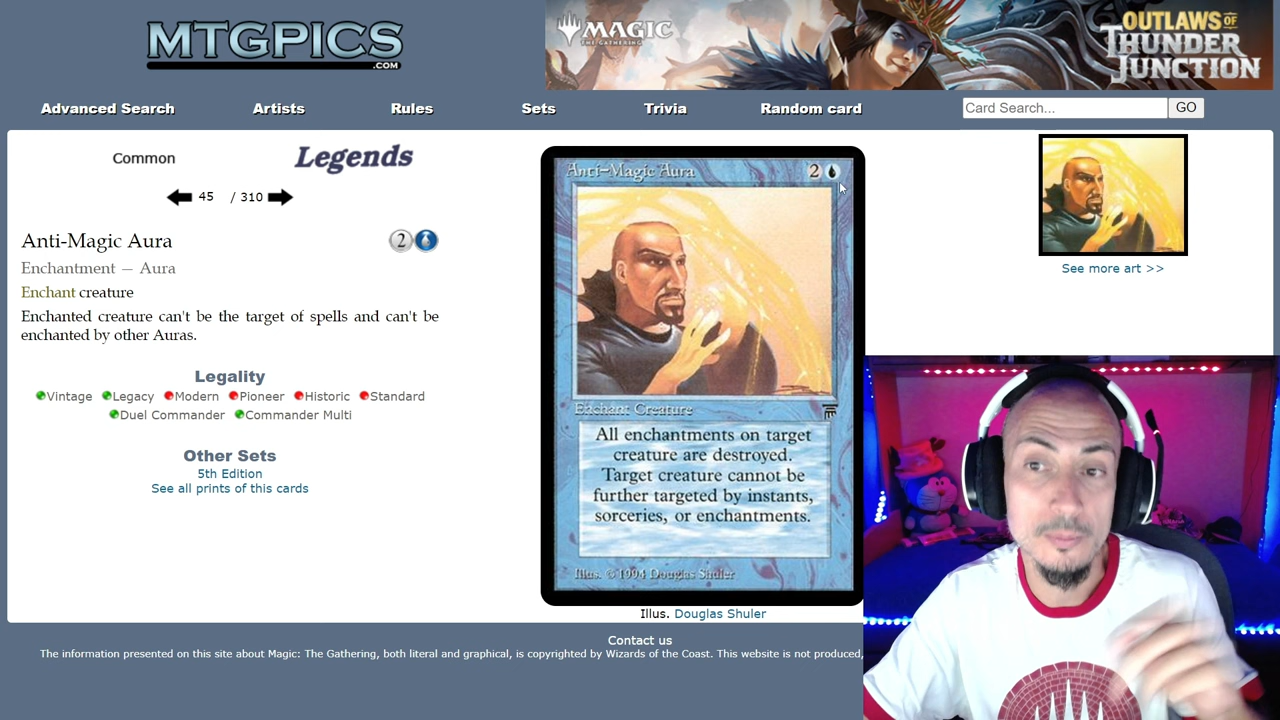 MTGPICS
.COM
MAGIC
THE GATHERING
OUTLAWS OF
THUNDER
JUNCTION
Advanced Search
Artists
Rules
Sets
Trivia
Random card
Card Search...
GO
Common
Legends
45 / 310
Anti-Magic Aura
2
Enchantment — Aura
Enchant creature
Enchanted creature can't be the target of spells and can't be
enchanted by other Auras.
Legality
Vintage Legacy Modern Pioneer Historic Standard
Duel Commander Commander Multi
Other Sets
5th Edition
See all prints of this cards
Anti-Magic Aura 2
Enchant Creature
All enchantments on target
creature are destroyed.
Target creature cannot be
further targeted by instants,
sorceries, or enchantments.
Illus. © 1994 Douglas Shuler
Illus. Douglas Shuler
See more art >>
Contact us
The information presented on this site about Magic: The Gathering, both literal and graphical, is copyrighted by Wizards of the Coast. This website is not produced,